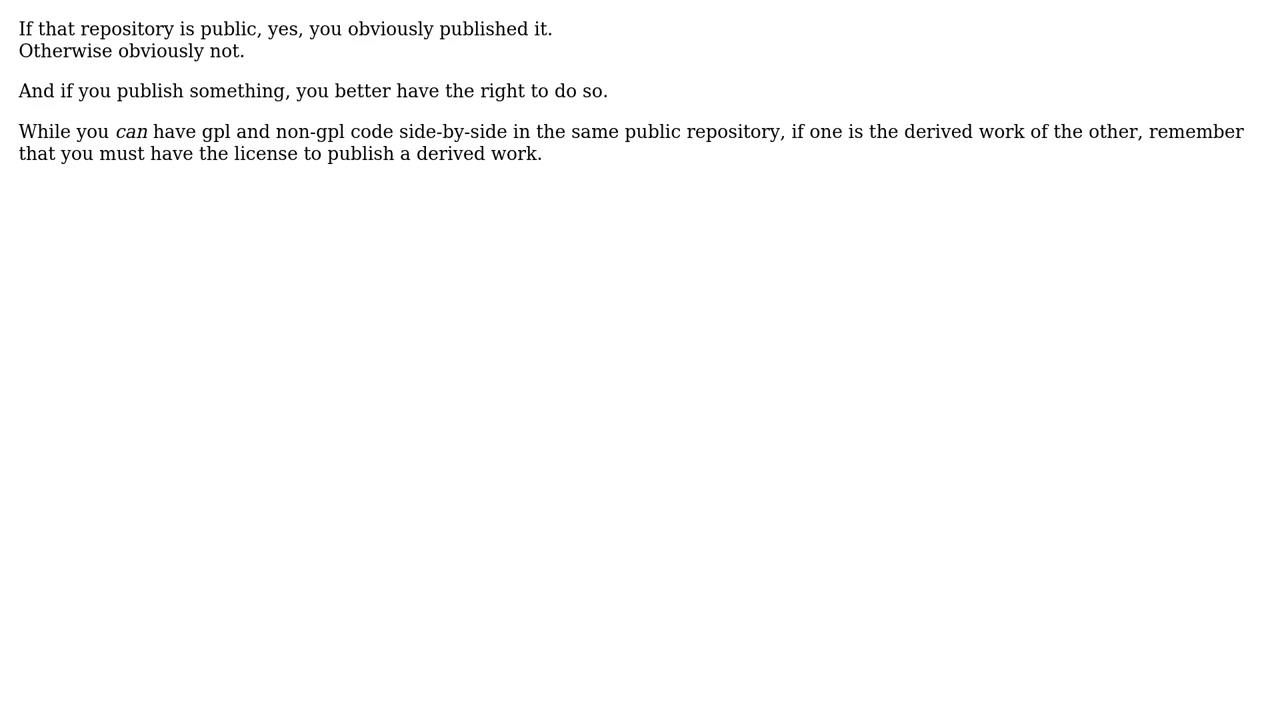 If that repository is public, yes, you obviously published it.
Otherwise obviously not.
And if you publish something, you better have the right to do so.
While you can have gpl and non-gpl code side-by-side in the same public repository, if one is the derived work of the other, remember
that you must have the license to publish a derived work.